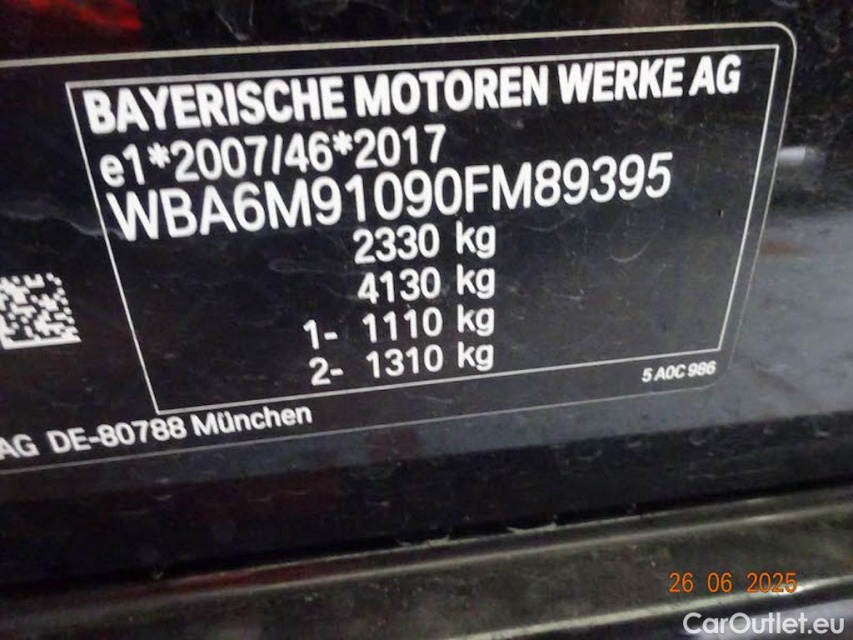 BAYERISCHE MOTOREN WERKE AG
e1*2007/46*2017
WBA6M91090FM89395
2330 kg
4130 kg
1- 1110 kg
2- 1310 kg
5 A0C 986
AG DE-80788 München
26 06 2025
CarOutlet.eu